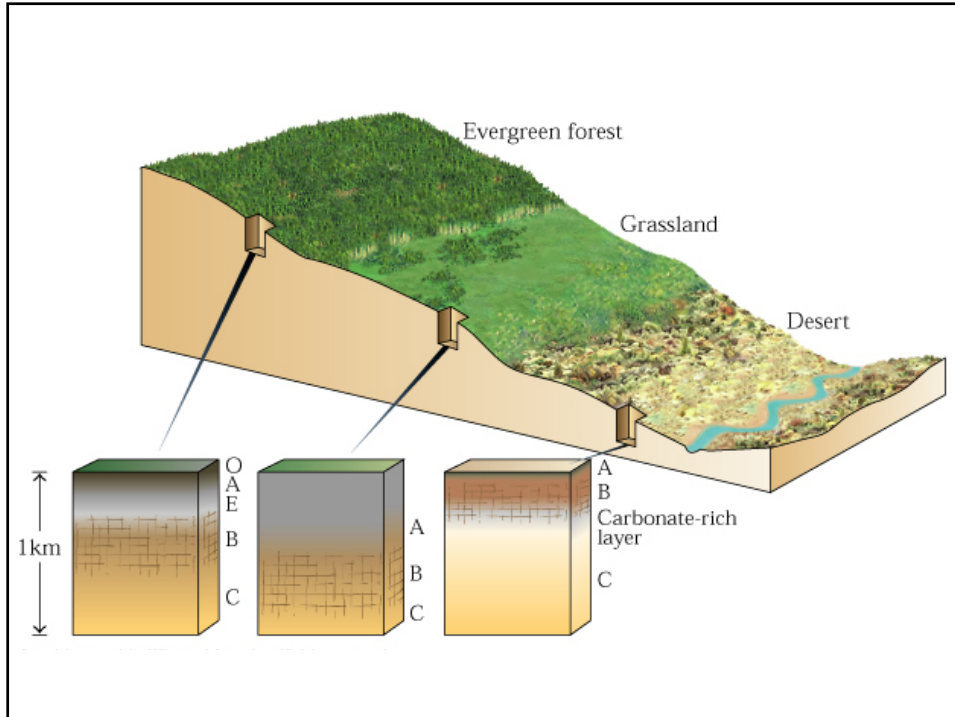 Evergreen forest
Grassland
Desert
1km
O
A
E
B
C
A
B
C
A
B
Carbonate-rich
layer
C